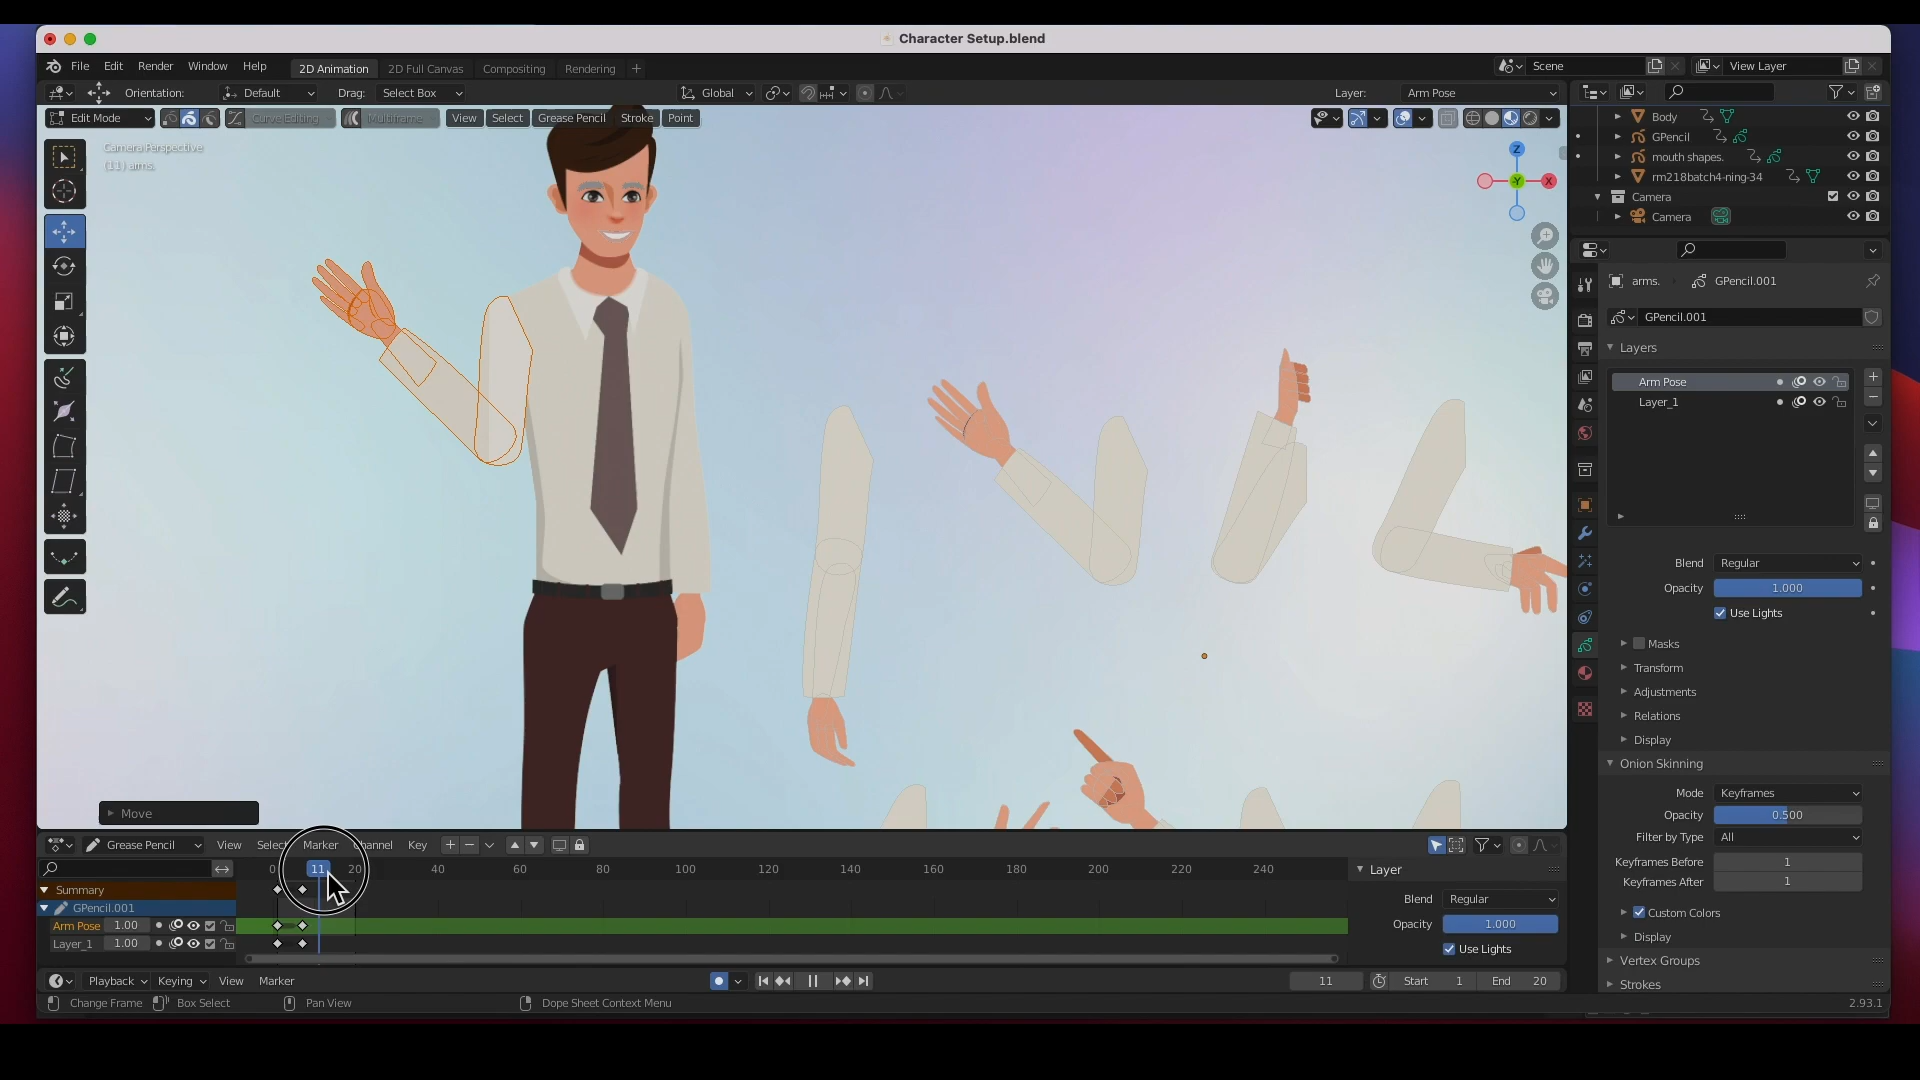 Character Setup.blend
File Edit Render Window Help 2D Animation 2D Full Canvas Compositing Rendering + Scene View Layer
Orientation: Default Drag: Select Box Global Layer: Arm Pose
Edit Mode Curve Editing Multiframe View Select Grease Pencil Stroke Point
Camera Perspective
(11) arms.
Z
Y
X
Body
GPencil
mouth shapes.
rm218batch4-ning-34
Camera
Camera
arms. GPencil.001
GPencil.001
Layers
Arm Pose
Layer_1
Blend Regular
Opacity 1.000
Use Lights
Masks
Transform
Adjustments
Relations
Display
Onion Skinning
Mode Keyframes
Opacity 0.500
Filter by Type All
Keyframes Before 1
Keyframes After 1
Custom Colors
Display
Vertex Groups
Strokes
Move
Grease Pencil View Select Marker Channel Key
0 11 20 40 60 80 100 120 140 160 180 200 220 240
Summary
GPencil.001
Arm Pose 1.00
Layer_1 1.00
Layer
Blend Regular
Opacity 1.000
Use Lights
Playback Keying View Marker 11 Start 1 End 20
Change Frame Box Select Pan View Dope Sheet Context Menu 2.93.1